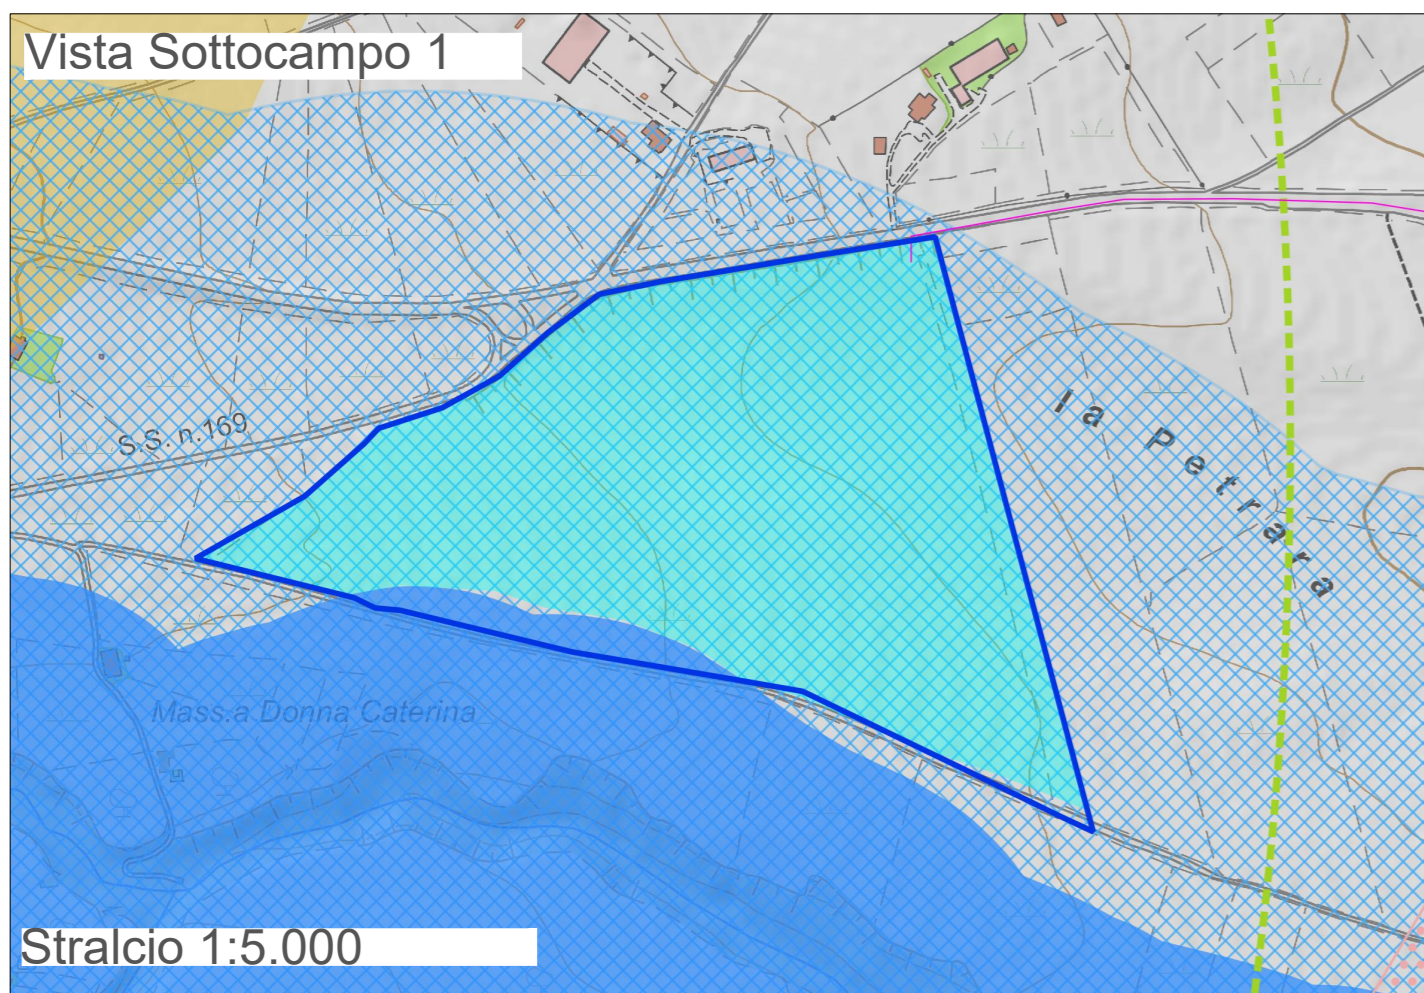 Vista Sottocampo 1
la Petrara
S.S. n.169
Mass.a Donna Caterina
Stralcio 1:5.000